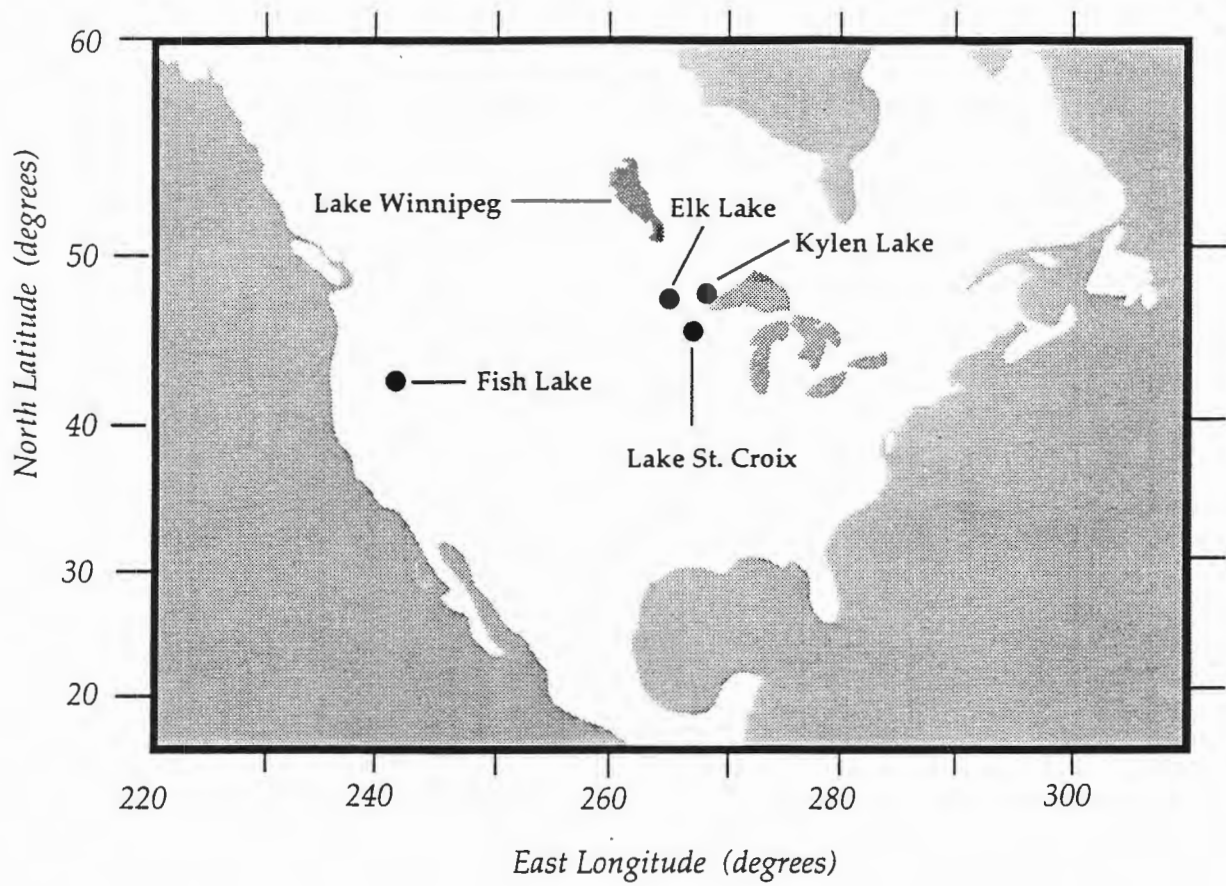 60
50
40
30
20
North Latitude (degrees)
Lake Winnipeg
Elk Lake
Kylen Lake
Fish Lake
Lake St. Croix
220
240
260
280
300
East Longitude (degrees)